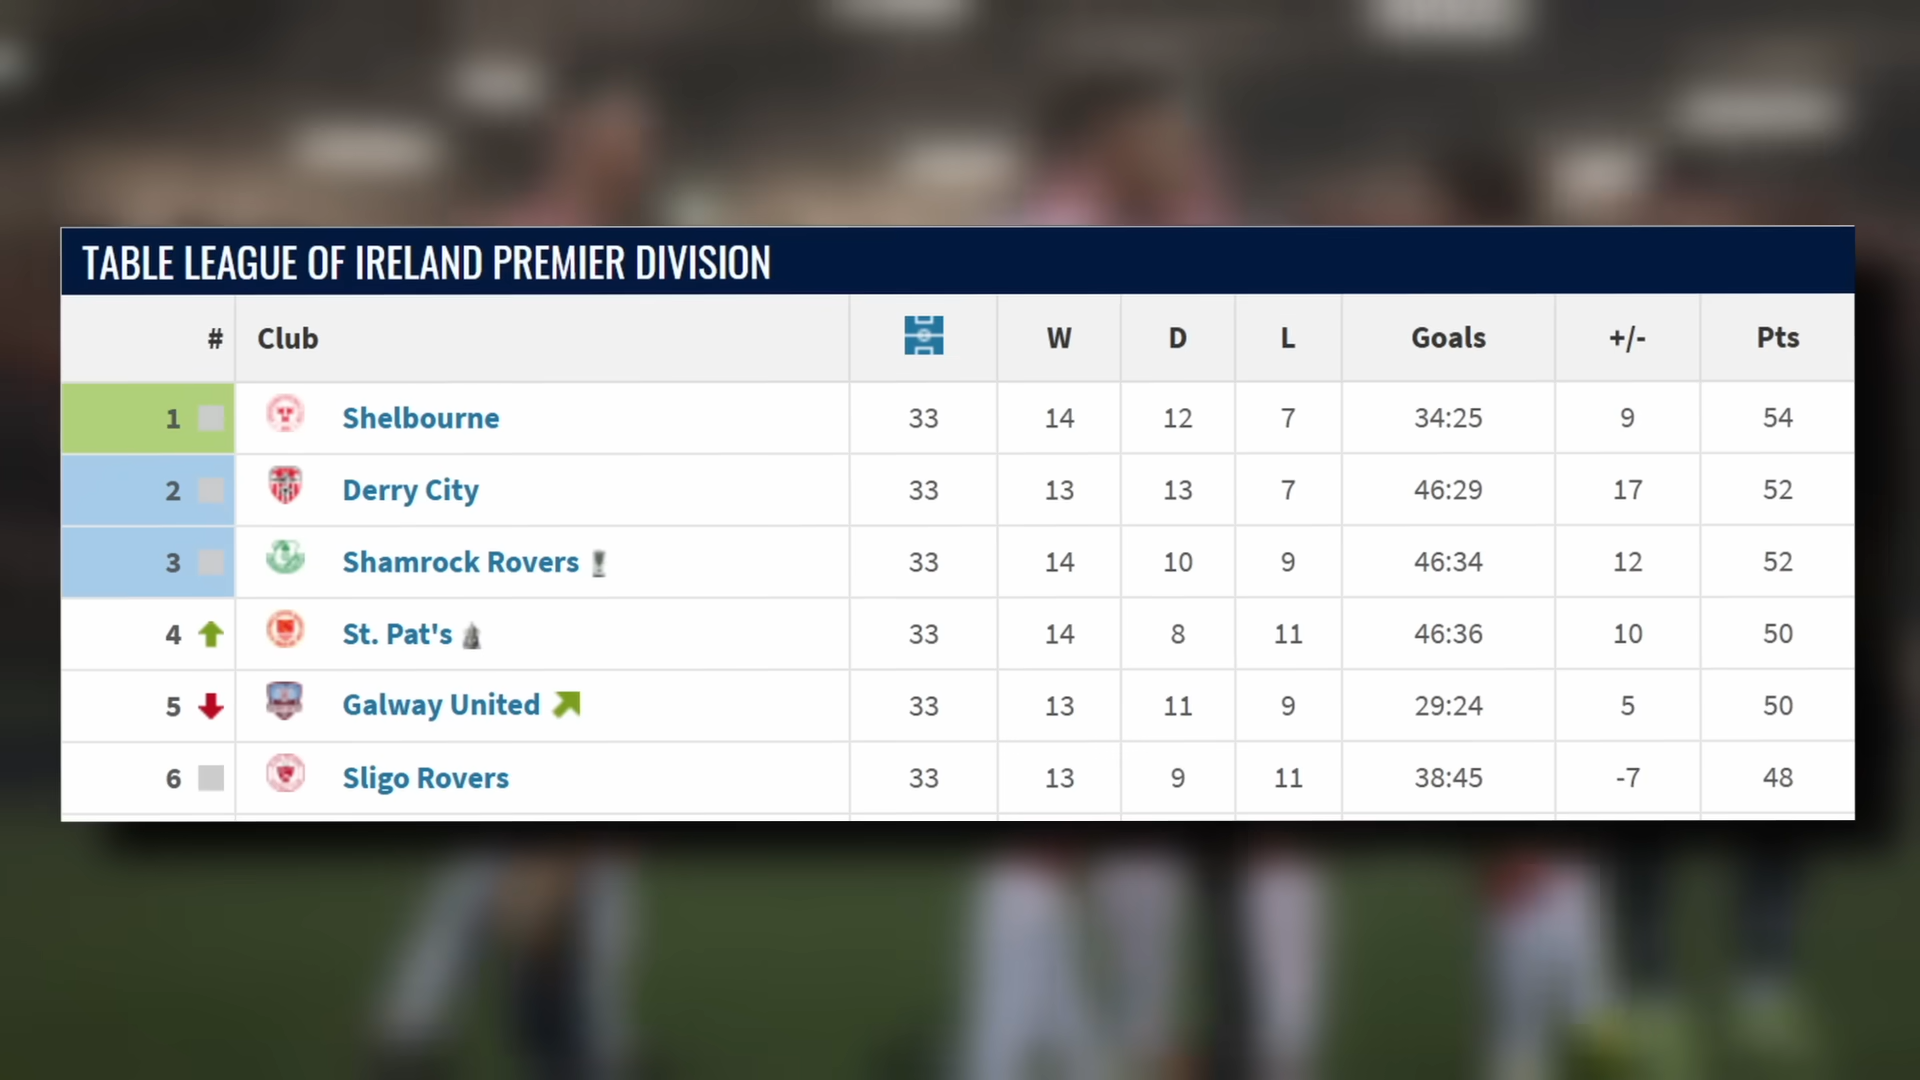 TABLE LEAGUE OF IRELAND PREMIER DIVISION
# Club W D L Goals +/- Pts
1 Shelbourne 33 14 12 7 34:25 9 54
2 Derry City 33 13 13 7 46:29 17 52
3 Shamrock Rovers 33 14 10 9 46:34 12 52
4 St. Pat's 33 14 8 11 46:36 10 50
5 Galway United 33 13 11 9 29:24 5 50
6 Sligo Rovers 33 13 9 11 38:45 -7 48